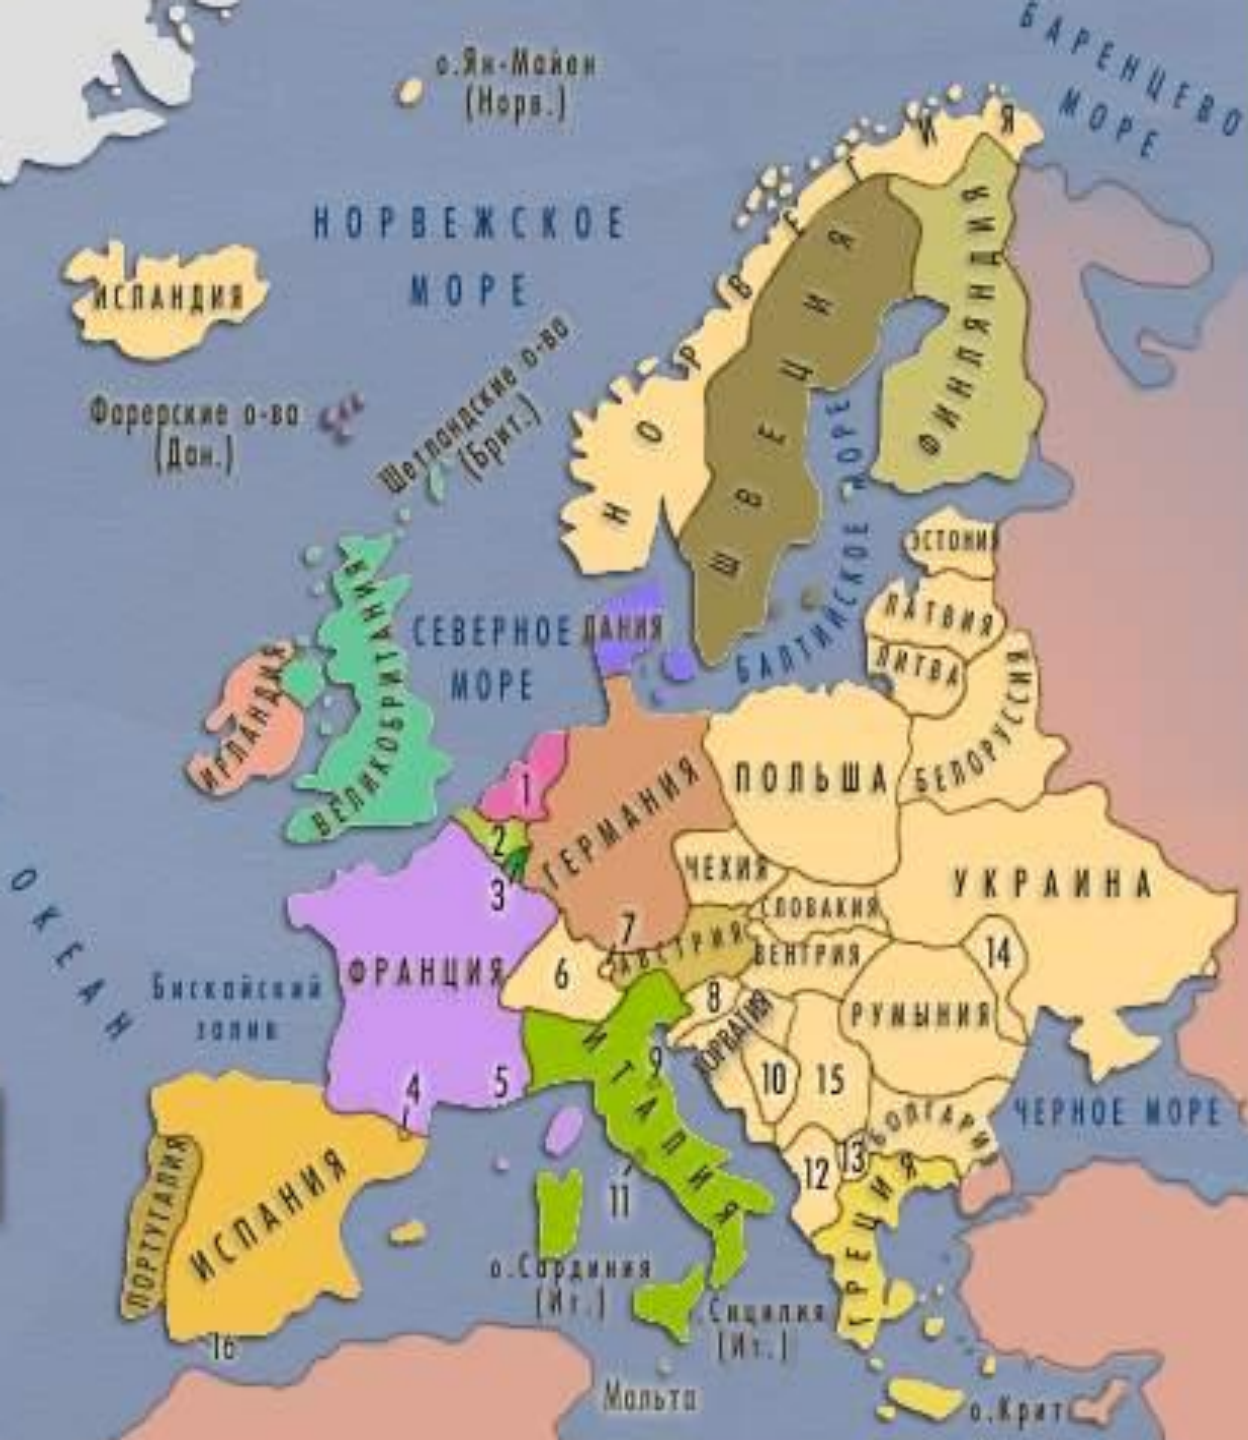 БАРЕНЦЕВО
МОРЕ
о.Ян-Майен
(Норв.)
НОРВЕЖСКОЕ
МОРЕ
ИСЛАНДИЯ
НОРВЕГИЯ
ШВЕЦИЯ
ФИНЛЯНДИЯ
Фарерские о-ва
(Дан.)
Шетландские о-ва
(Брит.)
БАЛТИЙСКОЕ МОРЕ
ЭСТОНИЯ
ЛАТВИЯ
ЛИТВА
СЕВЕРНОЕ
МОРЕ
ДАНИЯ
ИРЛАНДИЯ
ВЕЛИКОБРИТАНИЯ
БЕЛОРУССИЯ
ПОЛЬША
ГЕРМАНИЯ
1
2
3
ЧЕХИЯ
СЛОВАКИЯ
УКРАИНА
ОКЕАН
Бискайский
залив
ФРАНЦИЯ
6
7
АВСТРИЯ
ВЕНГРИЯ
14
8
ХОРВАТИЯ
РУМЫНИЯ
4
5
9
10
15
ИТАЛИЯ
БОЛГАРИЯ
ЧЕРНОЕ МОРЕ
ПОРТУГАЛИЯ
ИСПАНИЯ
11
12
13
ГРЕЦИЯ
о.Сардиния
(Ит.)
о.Сицилия
(Ит.)
16
Мальта
о.Крит